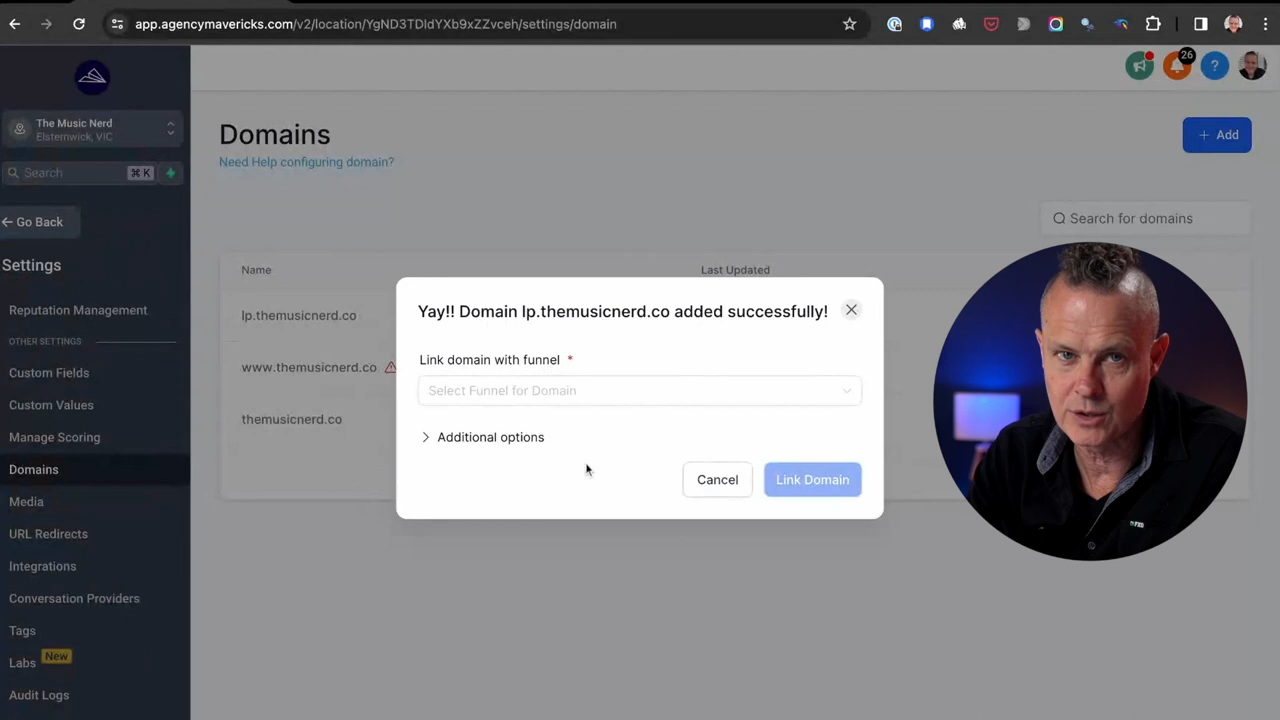 app.agencymavericks.com/v2/location/YgND3TDldYXb9xZZvceh/settings/domain
26
The Music Nerd
Elsternwick, VIC
Search
⌘ K
Go Back
Settings
Reputation Management
OTHER SETTINGS
Custom Fields
Custom Values
Manage Scoring
Domains
Media
URL Redirects
Integrations
Conversation Providers
Tags
Labs New
Audit Logs
Domains
Need Help configuring domain?
+ Add
Search for domains
Name
Last Updated
lp.themusicnerd.co
www.themusicnerd.co
themusicnerd.co
Yay!! Domain lp.themusicnerd.co added successfully!
Link domain with funnel *
Select Funnel for Domain
Additional options
Cancel
Link Domain